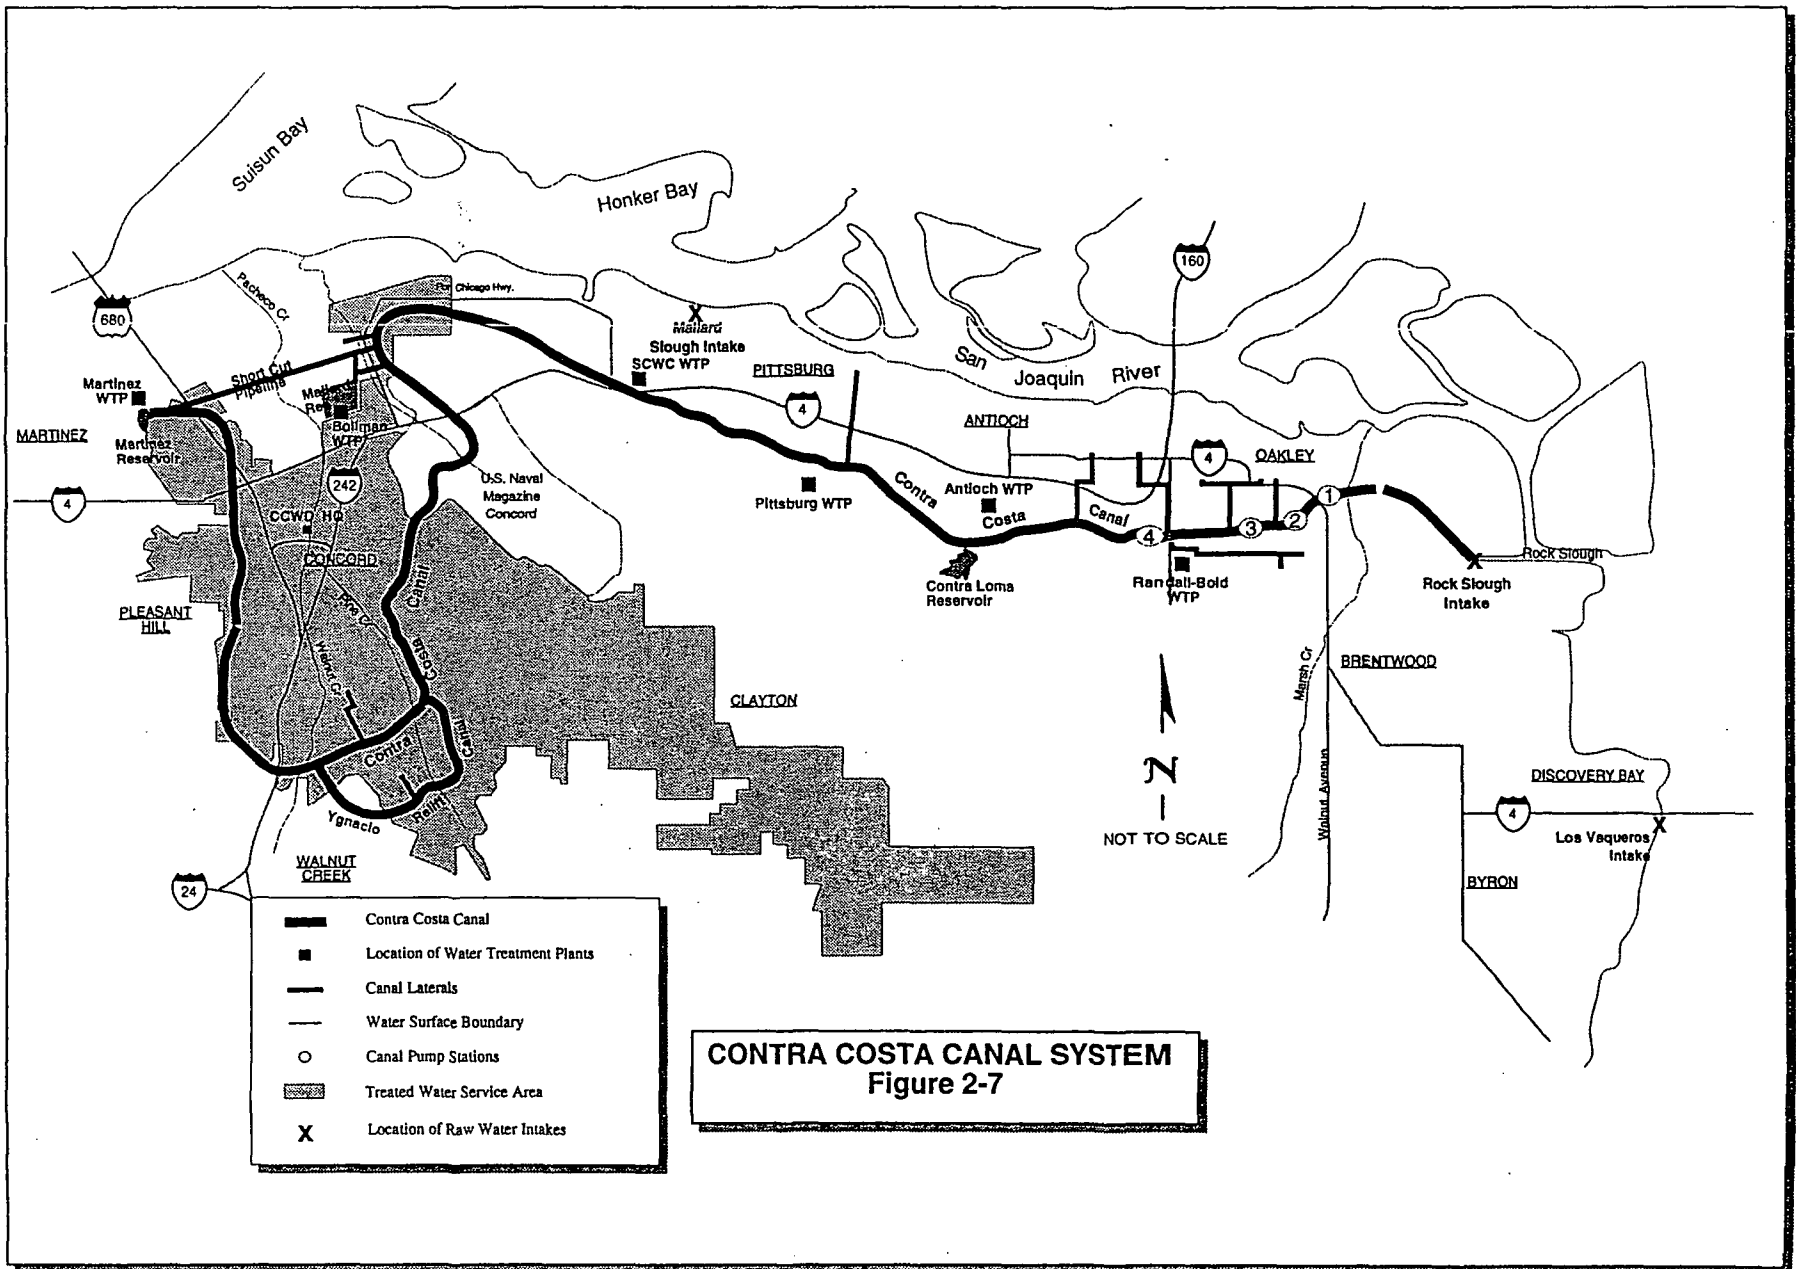 Suisun Bay
Honker Bay
160
Pacheco Cr
Por Chicago Hwy.
680
X
Mallard
Slough Intake
SCWC WTP
PITTSBURG
San
Joaquin
River
Short Cut
Pipeline
Martinez
WTP
Bollman
WTP
4
ANTIOCH
4
OAKLEY
MARTINEZ
Martinez
Reservoir
242
U.S. Naval
Magazine
Concord
Pittsburg WTP
Contra
Costa
Canal
Antioch WTP
1
2
3
4
4
CCWD HQ
CONCORD
Contra Loma
Reservoir
Randall-Bold
WTP
X
Rock Slough
Rock Slough
Intake
PLEASANT
HILL
Pine
Canal
Costa
Walnut Cr
Marsh Cr
BRENTWOOD
CLAYTON
Canal
Contra
N
Walnut Avenue
DISCOVERY BAY
Ygnacio
Relift
NOT TO SCALE
4
X
Los Vaqueros
Intake
WALNUT
CREEK
24
BYRON
Contra Costa Canal
Location of Water Treatment Plants
Canal Laterals
Water Surface Boundary
Canal Pump Stations
Treated Water Service Area
X Location of Raw Water Intakes
CONTRA COSTA CANAL SYSTEM
Figure 2-7